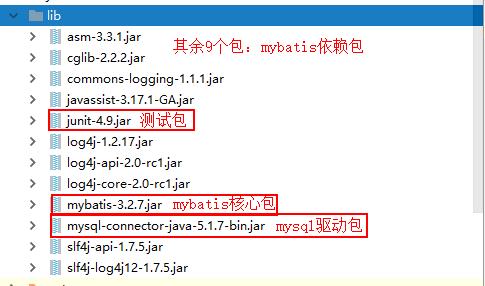 lib
asm-3.3.1.jar
cglib-2.2.2.jar 其余9个包：mybatis依赖包
commons-logging-1.1.1.jar
javassist-3.17.1-GA.jar
junit-4.9.jar 测试包
log4j-1.2.17.jar
log4j-api-2.0-rc1.jar
log4j-core-2.0-rc1.jar
mybatis-3.2.7.jar mybatis核心包
mysql-connector-java-5.1.7-bin.jar mysql驱动包
slf4j-api-1.7.5.jar
slf4j-log4j12-1.7.5.jar